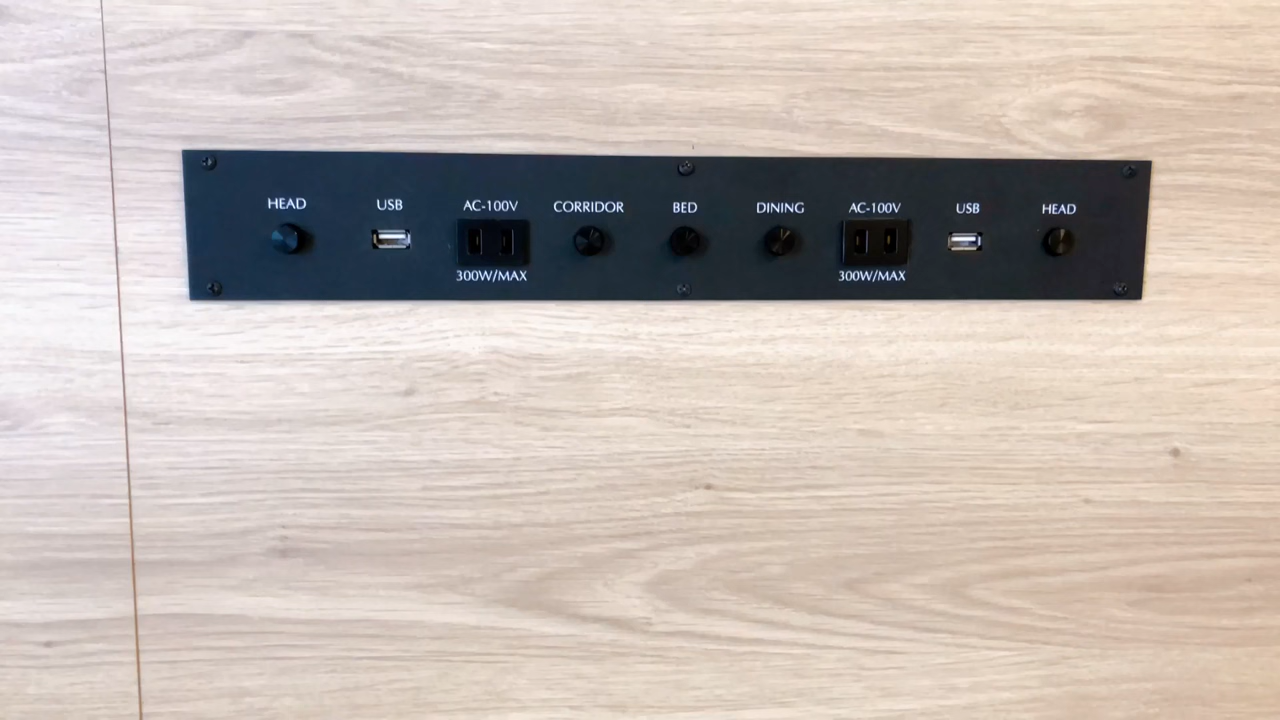 HEAD USB AC-100V CORRIDOR BED DINING AC-100V USB HEAD
300W/MAX 300W/MAX